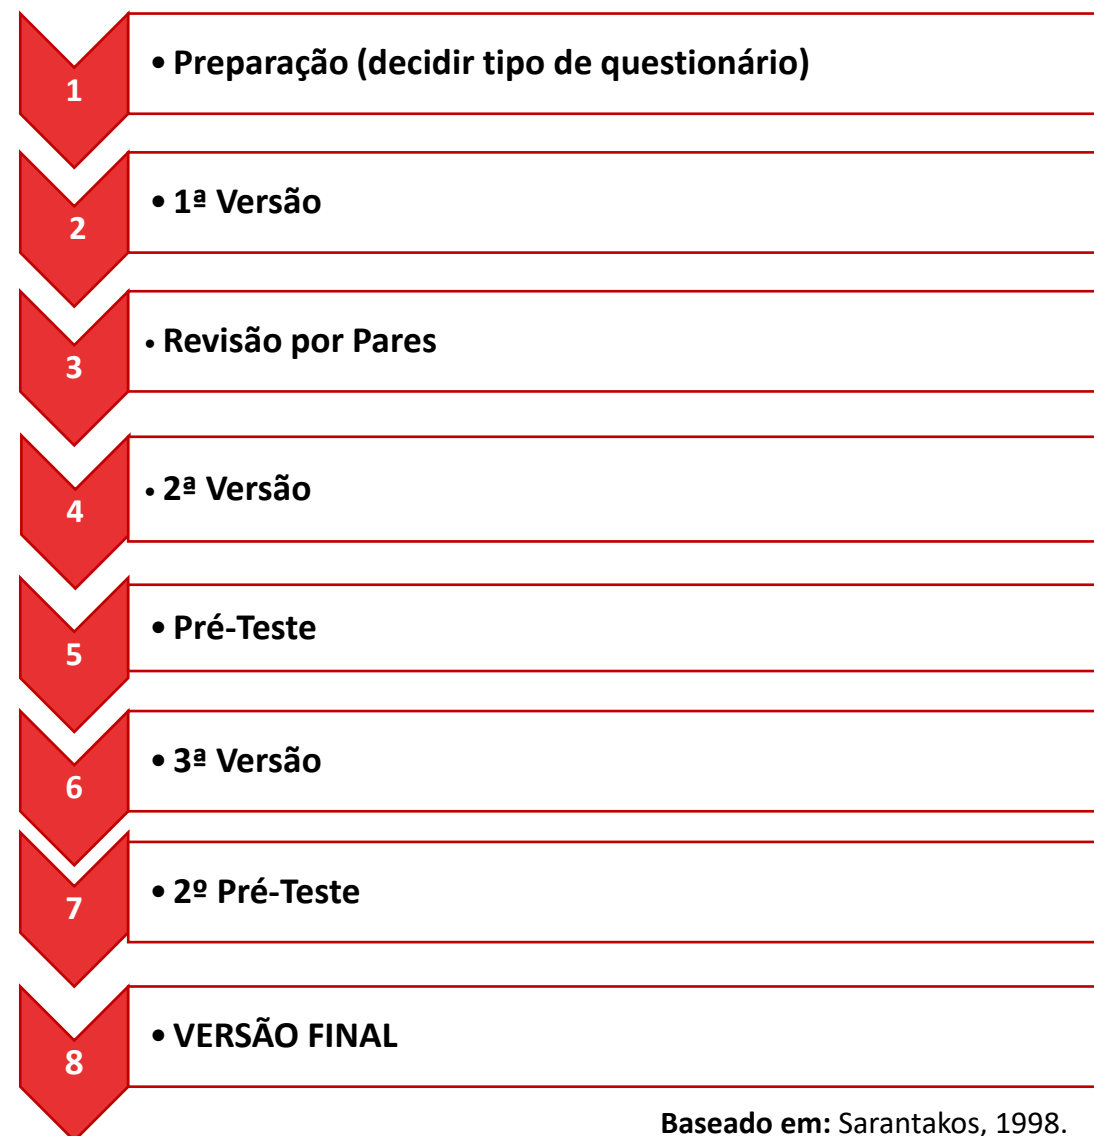 1
• Preparação (decidir tipo de questionário)
2
• 1ª Versão
3
• Revisão por Pares
4
• 2ª Versão
5
• Pré-Teste
6
• 3ª Versão
7
• 2º Pré-Teste
8
• VERSÃO FINAL
Baseado em: Sarantakos, 1998.